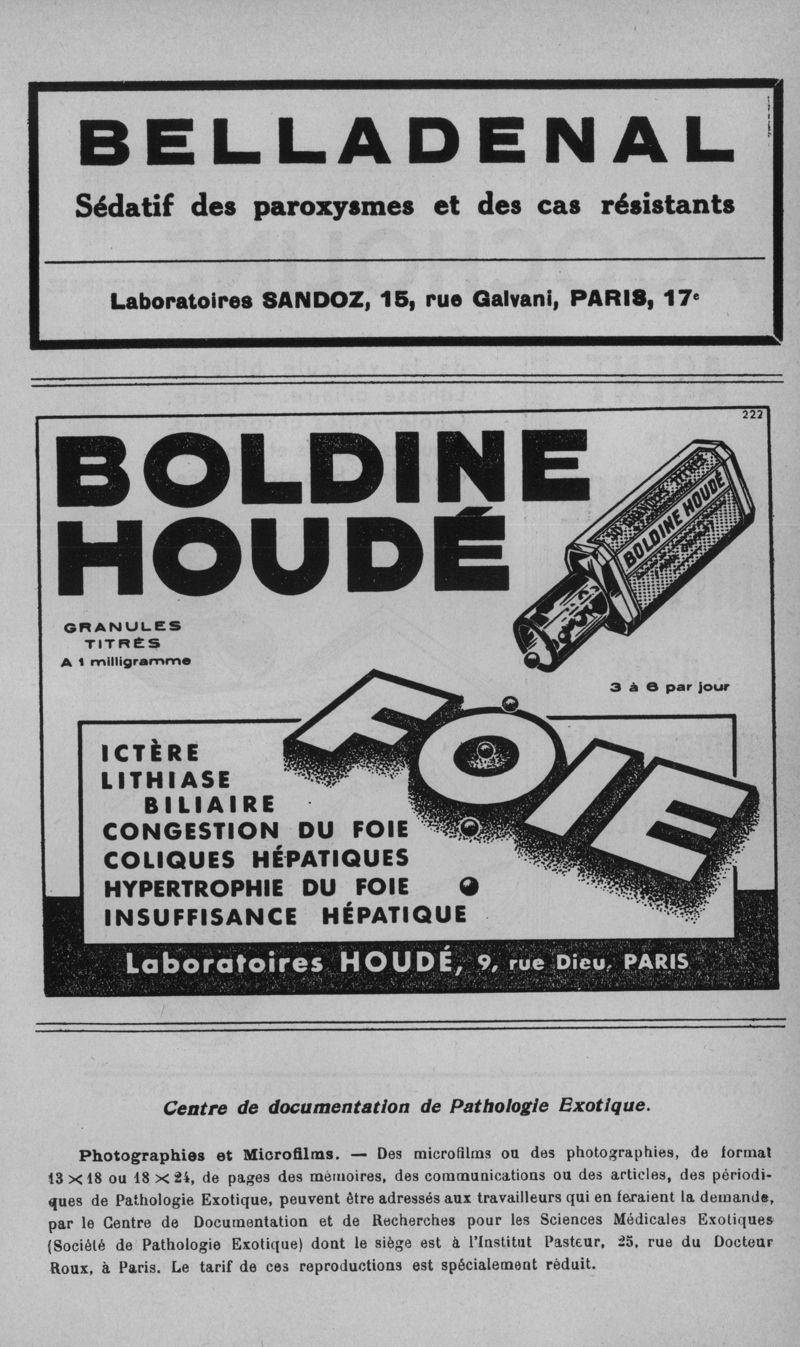 BELLADENAL
Sédatif des paroxysmes et des cas résistants
Laboratoires SANDOZ, 15, rue Galvani, PARIS, 17e
222
BOLDINE
HOUDÉ
BOLDINE HOUDÉ
GRANULES
TITRÉS
A 1 milligramme
3 à 6 par jour
FOIE
ICTÈRE
LITHIASE
BILIAIRE
CONGESTION DU FOIE
COLIQUES HÉPATIQUES
HYPERTROPHIE DU FOIE
INSUFFISANCE HÉPATIQUE
Laboratoires HOUDÉ, 9, rue Dieu, PARIS
Centre de documentation de Pathologie Exotique.
Photographies et Microfilms. — Des microfilms ou des photographies, de format
13 × 18 ou 18 × 24, de pages des mémoires, des communications ou des articles, des périodi-
ques de Pathologie Exotique, peuvent être adressés aux travailleurs qui en feraient la demande,
par le Centre de Documentation et de Recherches pour les Sciences Médicales Exotiques
(Société de Pathologie Exotique) dont le siège est à l'Institut Pasteur, 25, rue du Docteur
Roux, à Paris. Le tarif de ces reproductions est spécialement réduit.